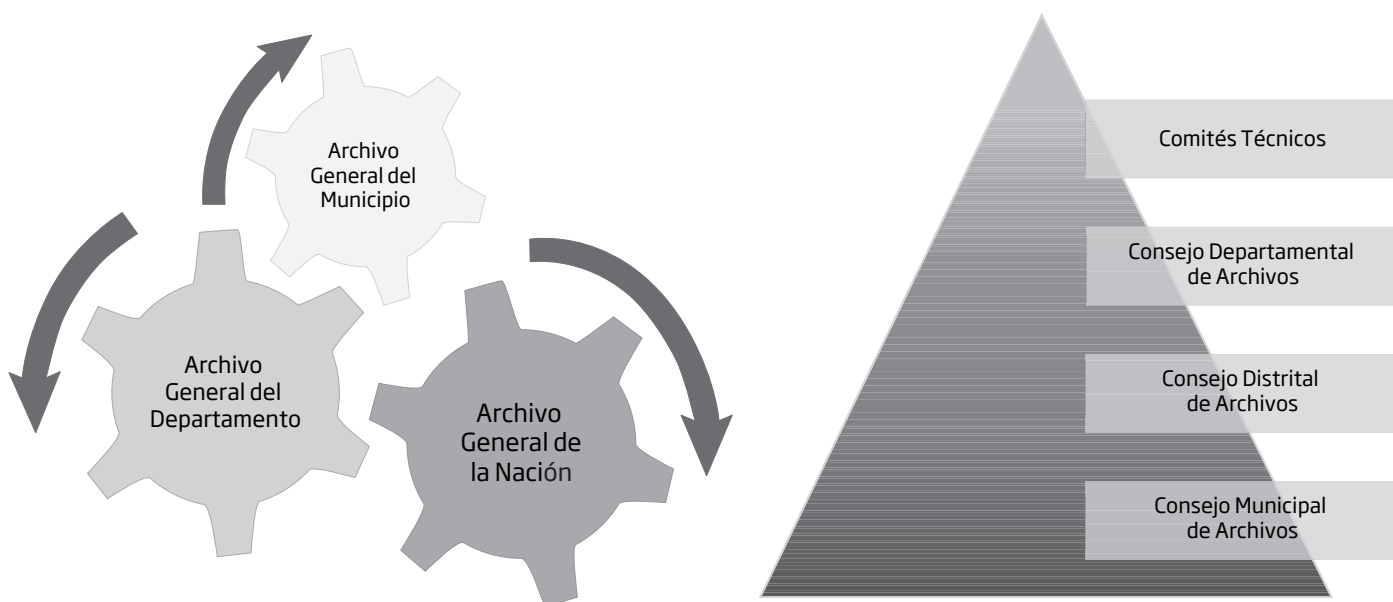 Archivo
General del
Municipio
Archivo
General del
Departamento
Archivo
General de
la Nación
Comités Técnicos
Consejo Departamental
de Archivos
Consejo Distrital
de Archivos
Consejo Municipal
de Archivos